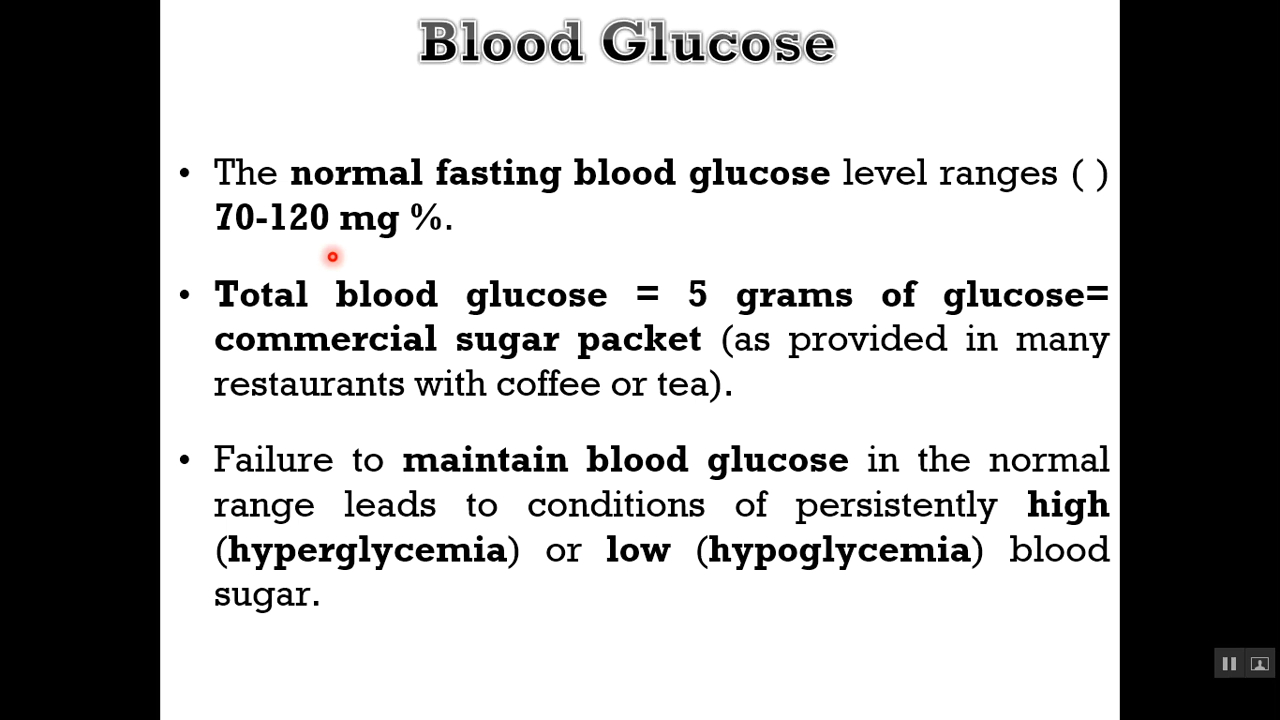 Blood Glucose
• The normal fasting blood glucose level ranges ( )
70-120 mg %.
• Total blood glucose = 5 grams of glucose=
commercial sugar packet (as provided in many
restaurants with coffee or tea).
• Failure to maintain blood glucose in the normal
range leads to conditions of persistently high
(hyperglycemia) or low (hypoglycemia) blood
sugar.